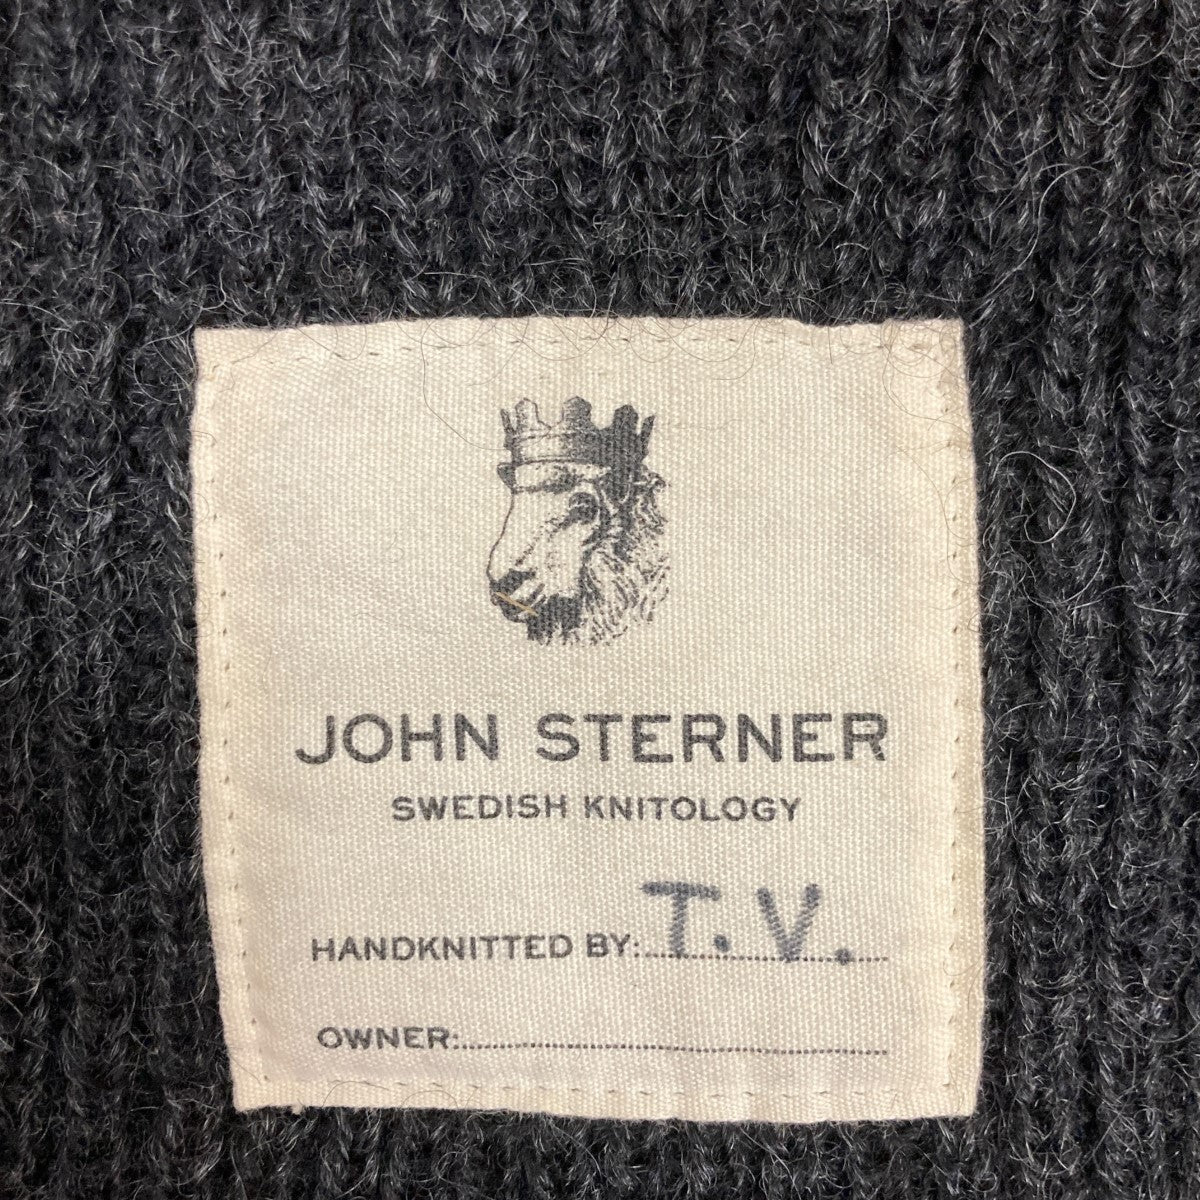 JOHN STERNER
SWEDISH KNITOLOGY
HANDKNITTED BY: T. V.
OWNER: